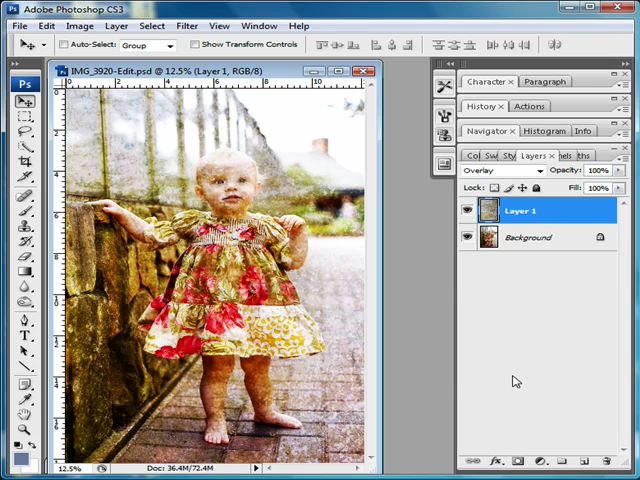 Adobe Photoshop CS3
File Edit Image Layer Select Filter View Window Help
Auto-Select: Group Show Transform Controls
Ps
IMG_3920-Edit.psd @ 12.5% (Layer 1, RGB/8)
Character Paragraph
History Actions
Navigator Histogram Info
Layers
Overlay Opacity: 100%
Lock: Fill: 100%
Layer 1
Background
12.5% Doc: 36.4M/72.4M